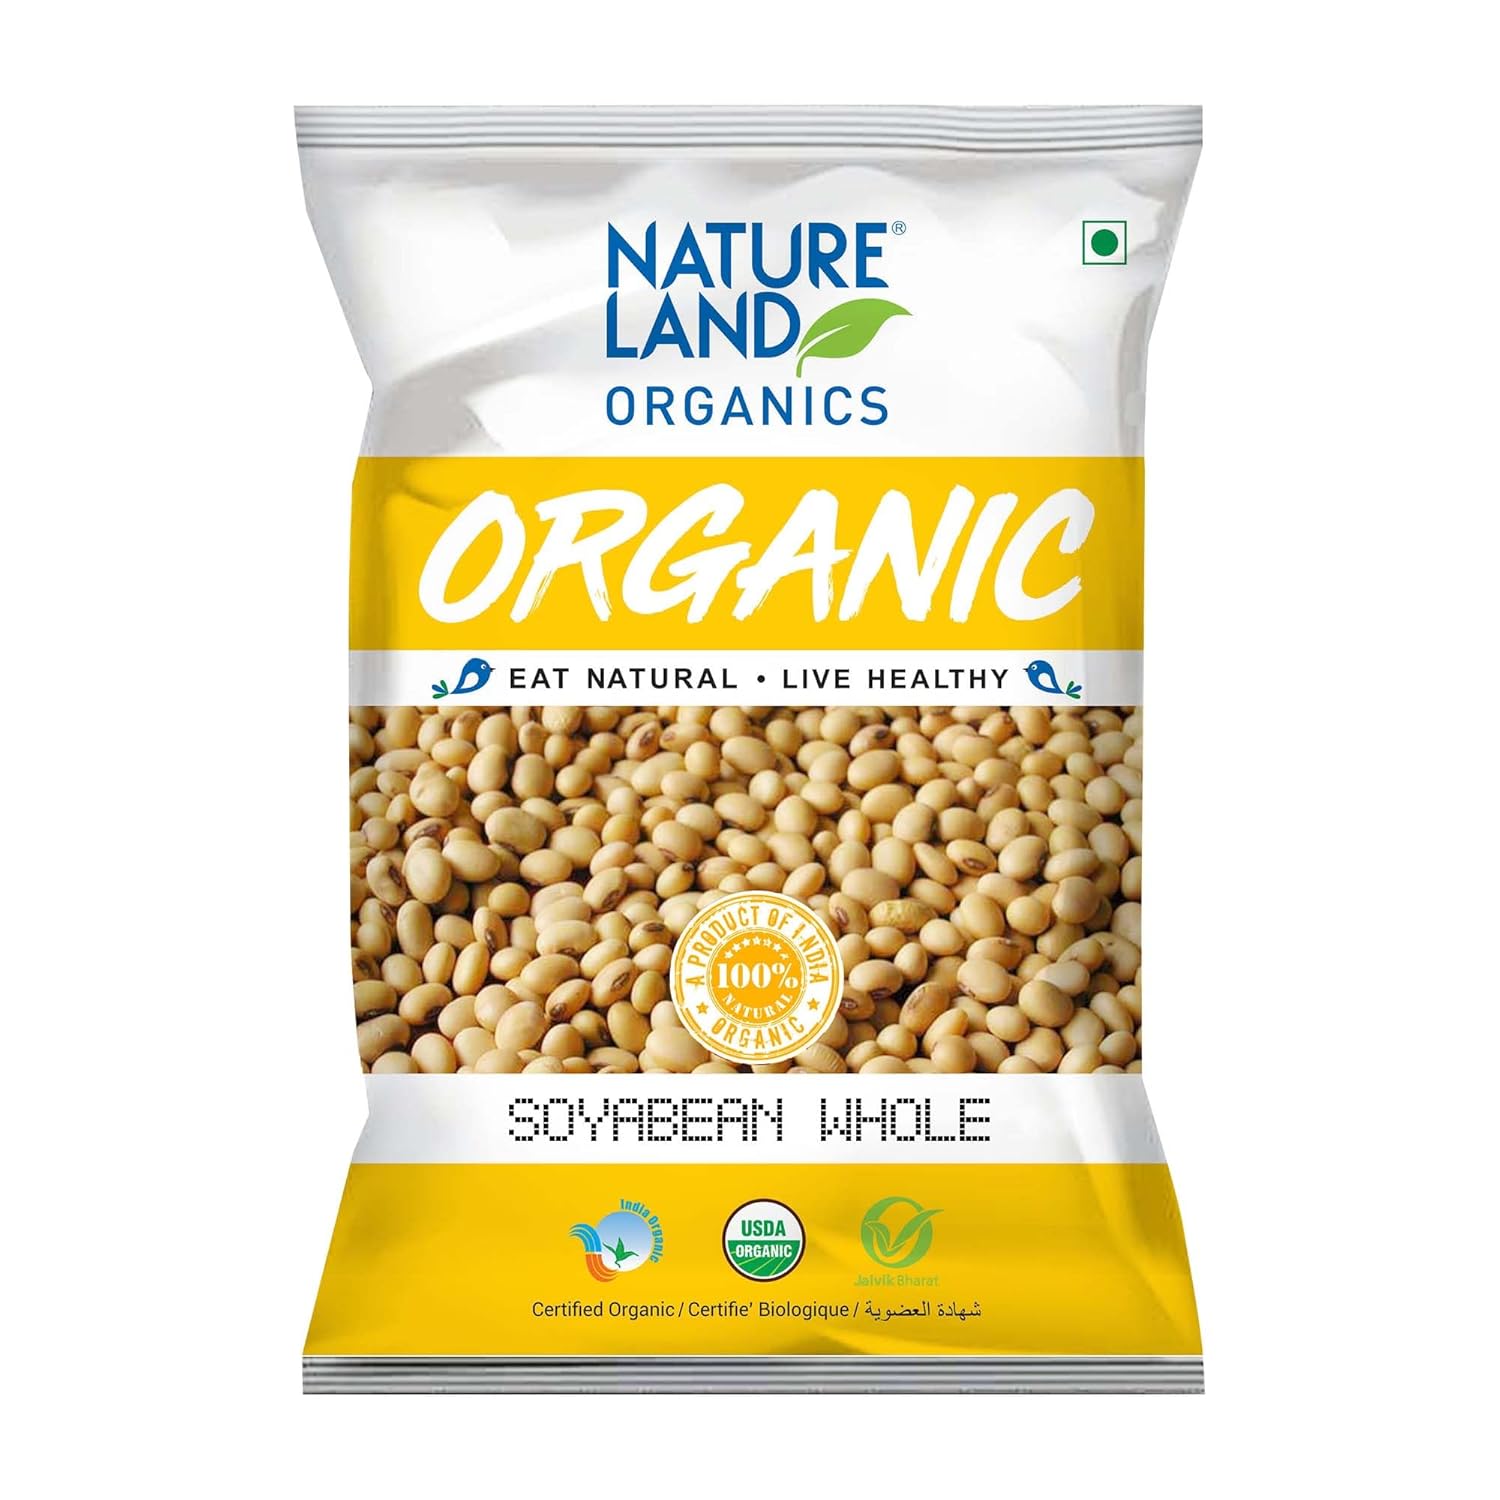 NATURE®
LAND
ORGANICS
ORGANIC
EAT NATURAL • LIVE HEALTHY
A PRODUCT OF INDIA
100%
NATURAL
ORGANIC
SOYABEAN WHOLE
India Organic
USDA
ORGANIC
Jaivik Bharat
Certified Organic / Certifie' Biologique / شهادة العضوية